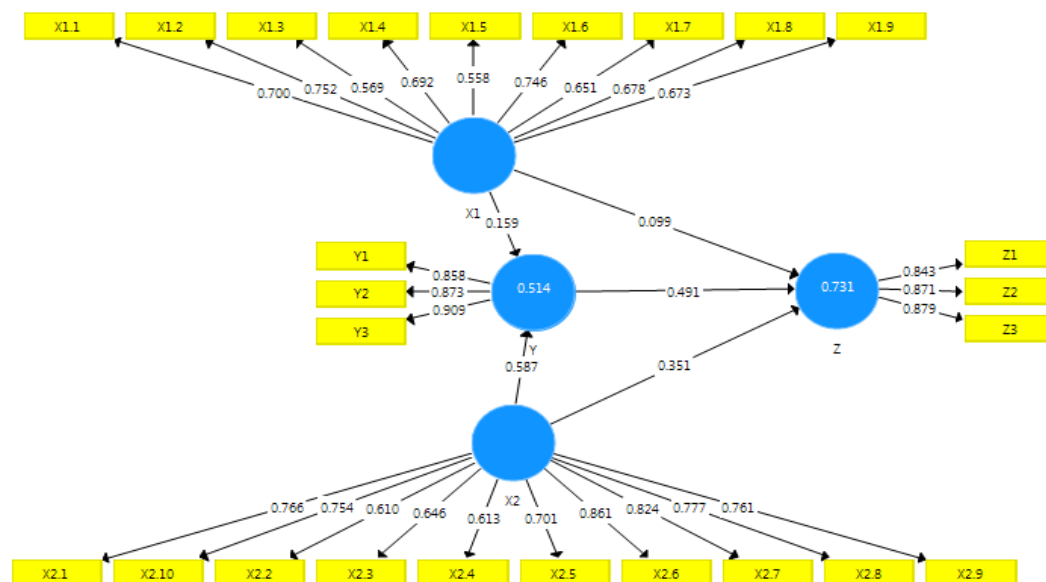 X1.1 X1.2 X1.3 X1.4 X1.5 X1.6 X1.7 X1.8 X1.9
0.700 0.752 0.569 0.692 0.558 0.746 0.651 0.678 0.673
X1
0.159 0.099
Y1 0.858
Y2 0.873
Y3 0.909
0.514
Y
0.491
0.731
Z
0.843 Z1
0.871 Z2
0.879 Z3
0.587 0.351
X2
0.766 0.754 0.610 0.646 0.613 0.701 0.861 0.824 0.777 0.761
X2.1 X2.10 X2.2 X2.3 X2.4 X2.5 X2.6 X2.7 X2.8 X2.9